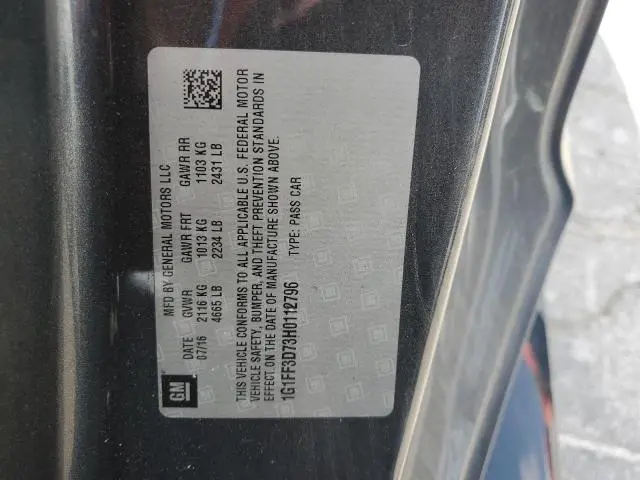 GM
MFD BY GENERAL MOTORS LLC
DATE GVWR GAWR FRT GAWR RR
07/16 2116 KG 1013 KG 1103 KG
4665 LB 2234 LB 2431 LB
THIS VEHICLE CONFORMS TO ALL APPLICABLE U.S. FEDERAL MOTOR
VEHICLE SAFETY, BUMPER, AND THEFT PREVENTION STANDARDS IN
EFFECT ON THE DATE OF MANUFACTURE SHOWN ABOVE.
1G1FF3D73H0112796 TYPE: PASS CAR